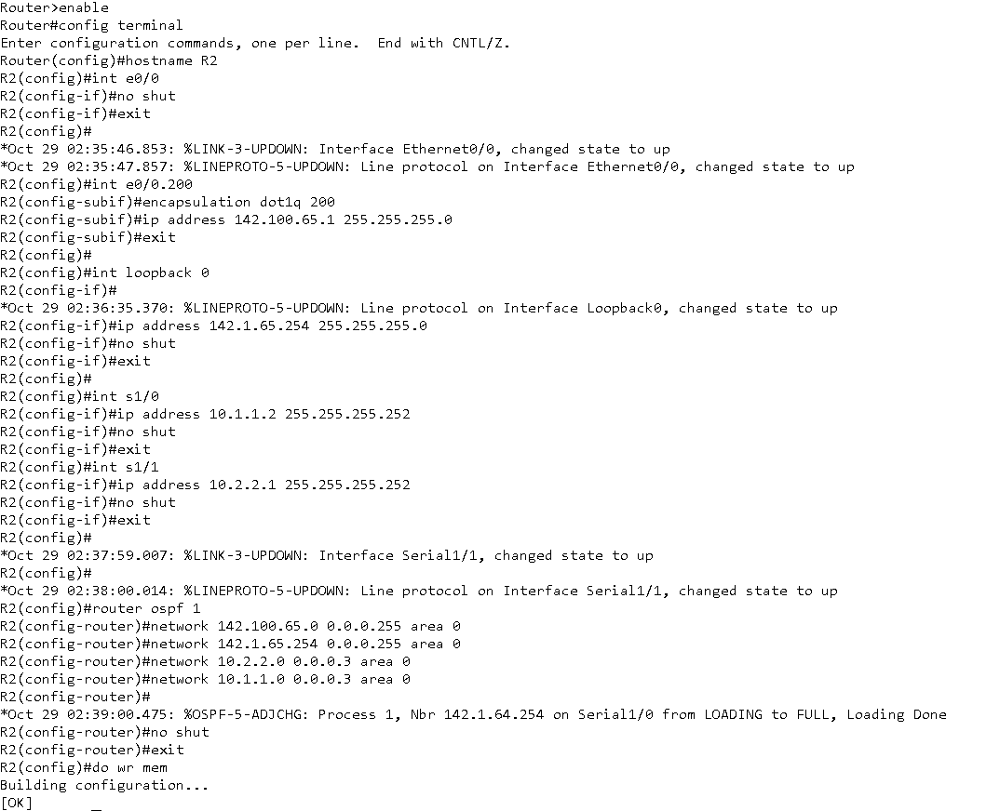 Router>enable
Router#config terminal
Enter configuration commands, one per line.  End with CNTL/Z.
Router(config)#hostname R2
R2(config)#int e0/0
R2(config-if)#no shut
R2(config-if)#exit
R2(config)#
*Oct 29 02:35:46.853: %LINK-3-UPDOWN: Interface Ethernet0/0, changed state to up
*Oct 29 02:35:47.857: %LINEPROTO-5-UPDOWN: Line protocol on Interface Ethernet0/0, changed state to up
R2(config)#int e0/0.200
R2(config-subif)#encapsulation dot1q 200
R2(config-subif)#ip address 142.100.65.1 255.255.255.0
R2(config-subif)#exit
R2(config)#
R2(config)#int loopback 0
R2(config-if)#
*Oct 29 02:36:35.370: %LINEPROTO-5-UPDOWN: Line protocol on Interface Loopback0, changed state to up
R2(config-if)#ip address 142.1.65.254 255.255.255.0
R2(config-if)#no shut
R2(config-if)#exit
R2(config)#
R2(config)#int s1/0
R2(config-if)#ip address 10.1.1.2 255.255.255.252
R2(config-if)#no shut
R2(config-if)#exit
R2(config)#int s1/1
R2(config-if)#ip address 10.2.2.1 255.255.255.252
R2(config-if)#no shut
R2(config-if)#exit
R2(config)#
*Oct 29 02:37:59.007: %LINK-3-UPDOWN: Interface Serial1/1, changed state to up
R2(config)#
*Oct 29 02:38:00.014: %LINEPROTO-5-UPDOWN: Line protocol on Interface Serial1/1, changed state to up
R2(config)#router ospf 1
R2(config-router)#network 142.100.65.0 0.0.0.255 area 0
R2(config-router)#network 142.1.65.254 0.0.0.255 area 0
R2(config-router)#network 10.2.2.0 0.0.0.3 area 0
R2(config-router)#network 10.1.1.0 0.0.0.3 area 0
R2(config-router)#
*Oct 29 02:39:00.475: %OSPF-5-ADJCHG: Process 1, Nbr 142.1.64.254 on Serial1/0 from LOADING to FULL, Loading Done
R2(config-router)#no shut
R2(config-router)#exit
R2(config)#do wr mem
Building configuration...
[OK]